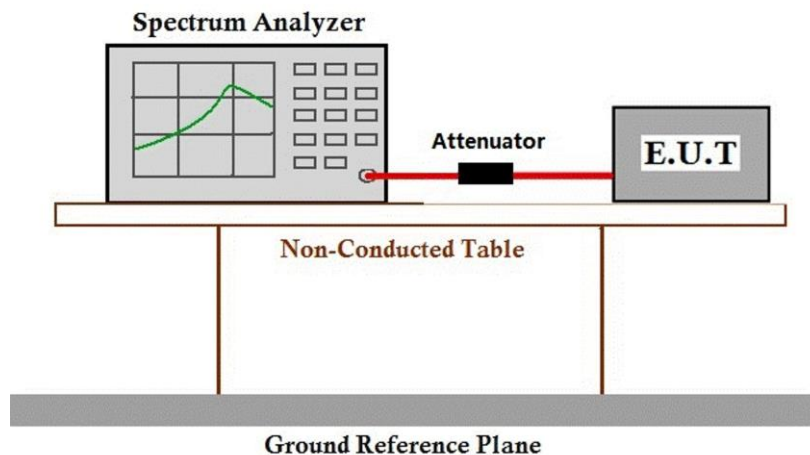 Spectrum Analyzer
Attenuator
E.U.T
Non-Conducted Table
Ground Reference Plane